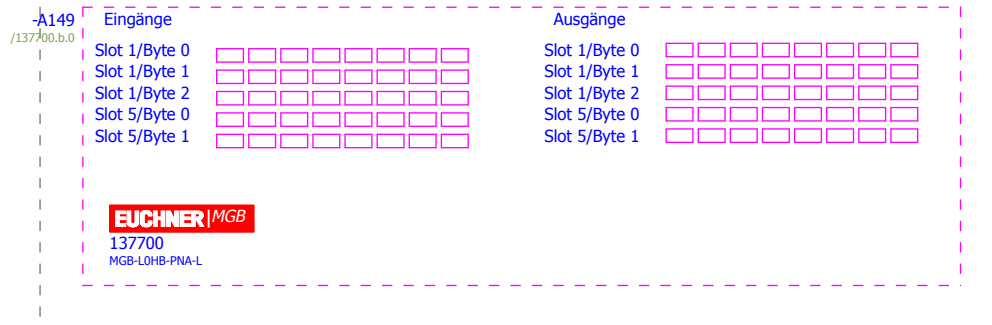 -A149
/137700.b.0
Eingänge
Slot 1/Byte 0
Slot 1/Byte 1
Slot 1/Byte 2
Slot 5/Byte 0
Slot 5/Byte 1
Ausgänge
Slot 1/Byte 0
Slot 1/Byte 1
Slot 1/Byte 2
Slot 5/Byte 0
Slot 5/Byte 1
EUCHNER|MGB
137700
MGB-L0HB-PNA-L